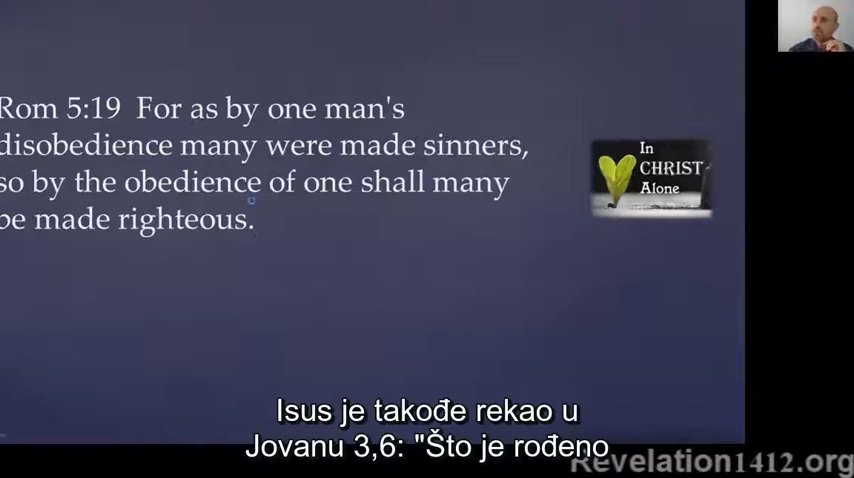 Rom 5:19 For as by one man's
disobedience many were made sinners,
so by the obedience of one shall many
be made righteous.
In
CHRIST
Alone
Isus je takođe rekao u
Jovanu 3,6: "Što je rođeno
Revelation1412.org